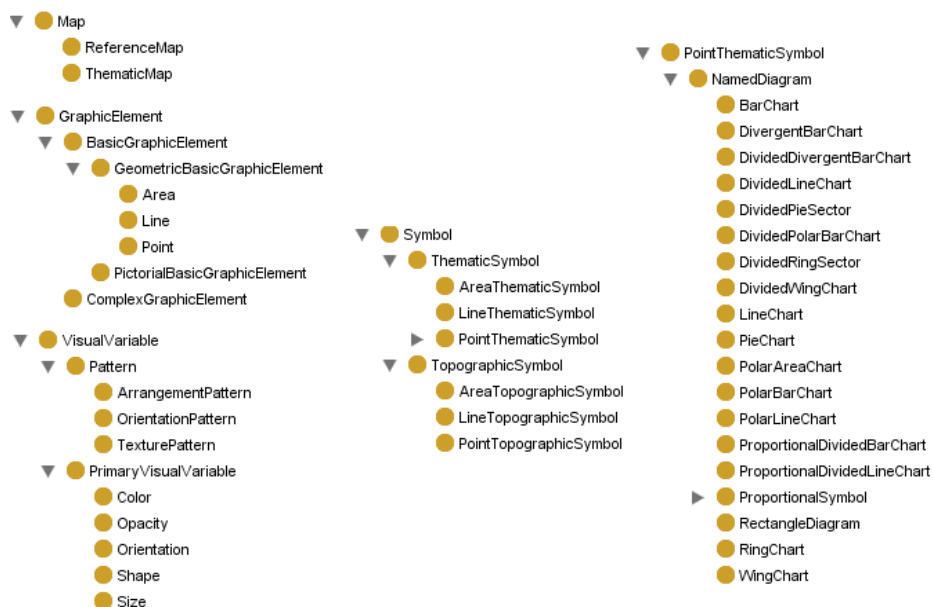 Map
ReferenceMap
ThematicMap
GraphicElement
BasicGraphicElement
GeometricBasicGraphicElement
Area
Line
Point
PictorialBasicGraphicElement
ComplexGraphicElement
VisualVariable
Pattern
ArrangementPattern
OrientationPattern
TexturePattern
PrimaryVisualVariable
Color
Opacity
Orientation
Shape
Size
Symbol
ThematicSymbol
AreaThematicSymbol
LineThematicSymbol
PointThematicSymbol
TopographicSymbol
AreaTopographicSymbol
LineTopographicSymbol
PointTopographicSymbol
PointThematicSymbol
NamedDiagram
BarChart
DivergentBarChart
DividedDivergentBarChart
DividedLineChart
DividedPieSector
DividedPolarBarChart
DividedRingSector
DividedWingChart
LineChart
PieChart
PolarAreaChart
PolarBarChart
PolarLineChart
ProportionalDividedBarChart
ProportionalDividedLineChart
ProportionalSymbol
RectangleDiagram
RingChart
WingChart